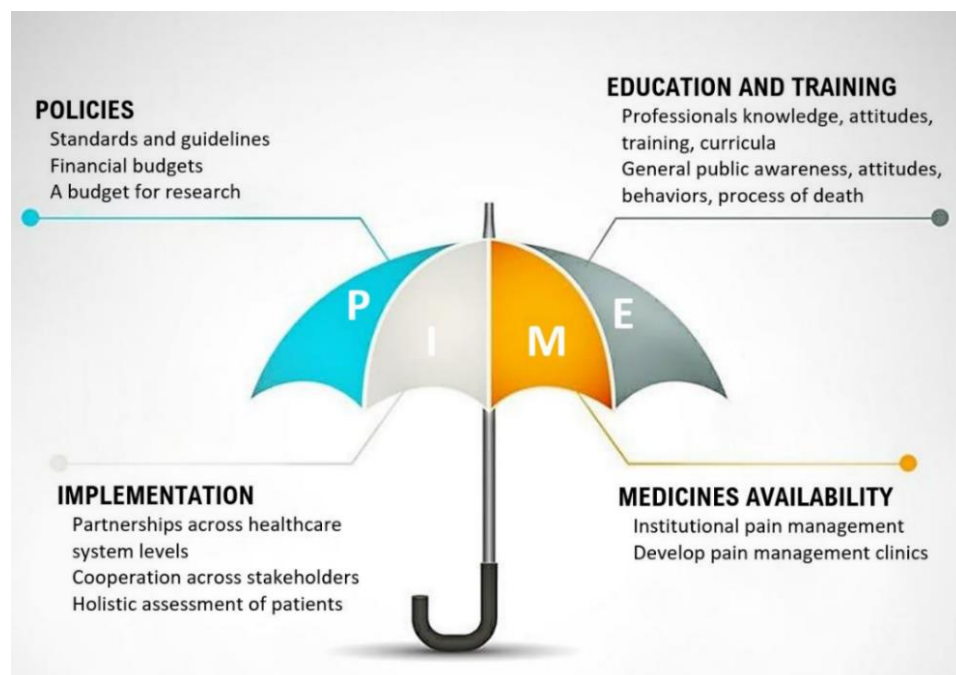 POLICIES
Standards and guidelines
Financial budgets
A budget for research
EDUCATION AND TRAINING
Professionals knowledge, attitudes,
training, curricula
General public awareness, attitudes,
behaviors, process of death
P
I
M
E
IMPLEMENTATION
Partnerships across healthcare
system levels
Cooperation across stakeholders
Holistic assessment of patients
MEDICINES AVAILABILITY
Institutional pain management
Develop pain management clinics